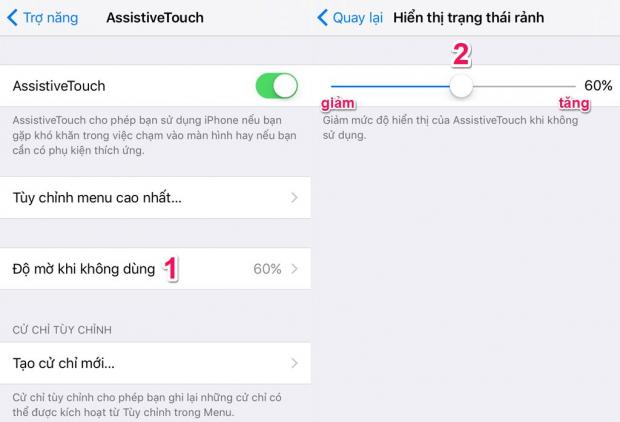 Trợ năng
AssistiveTouch
AssistiveTouch
AssistiveTouch cho phép bạn sử dụng iPhone nếu bạn
gặp khó khăn trong việc chạm vào màn hình hay nếu bạn
cần có phụ kiện thích ứng.
Tùy chỉnh menu cao nhất...
Độ mờ khi không dùng 1 60%
CỬ CHỈ TÙY CHỈNH
Tạo cử chỉ mới...
Cử chỉ tùy chỉnh cho phép bạn ghi lại những cử chỉ có
thể được kích hoạt từ Tùy chỉnh trong Menu.
Quay lại Hiển thị trạng thái rảnh
2
60%
giảm tăng
Giảm mức độ hiển thị của AssistiveTouch khi không
sử dụng.